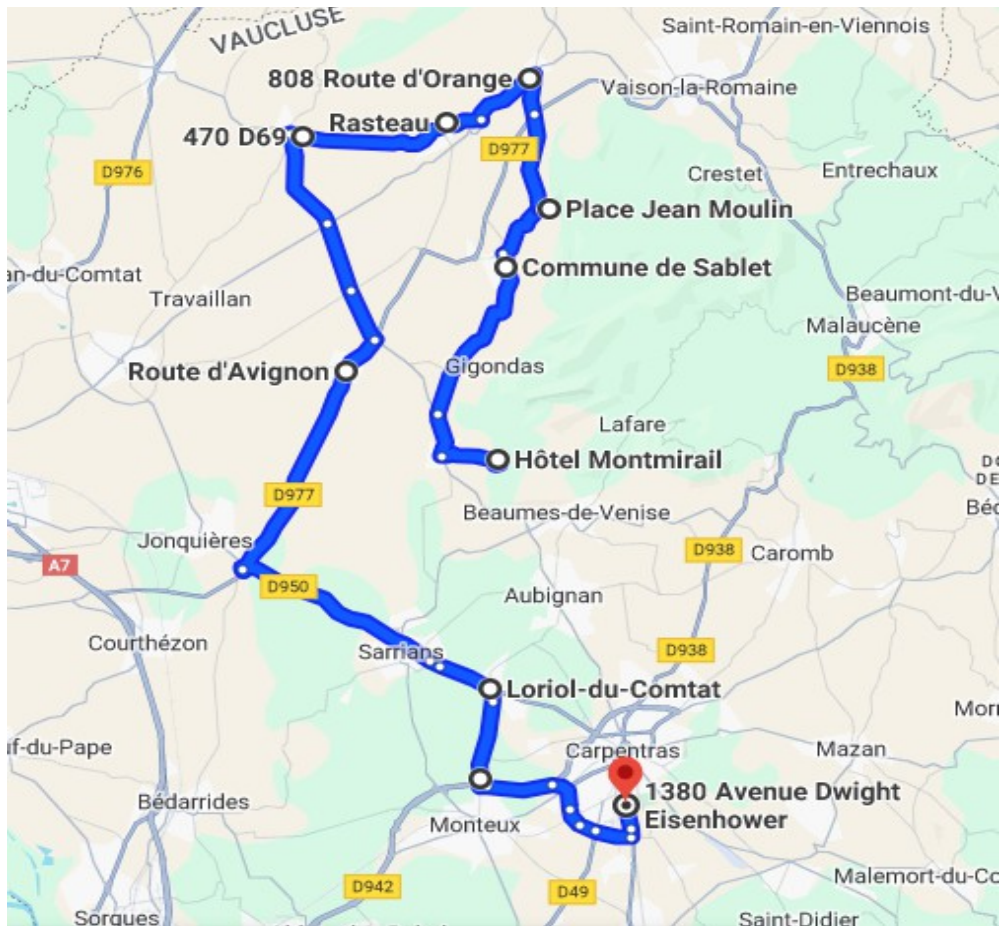 VAUCLUSE
Saint-Romain-en-Viennois
808 Route d'Orange
Vaison-la-Romaine
Rasteau
470 D69
D977
D976
Crestet
Entrechaux
Place Jean Moulin
Commune de Sablet
an-du-Comtat
Travaillan
Beaumont-du-V
Malaucène
Route d'Avignon
Gigondas
D938
Lafare
Hôtel Montmirail
D
DE
D977
Beaumes-de-Venise
Béd
Jonquières
D938
Caromb
A7
D950
Aubignan
Courthézon
Sarrians
D938
Loriol-du-Comtat
Morm
uf-du-Pape
Carpentras
Mazan
1380 Avenue Dwight
Eisenhower
Bédarrides
Monteux
D942
D49
Malemort-du-Co
Sorgues
Saint-Didier